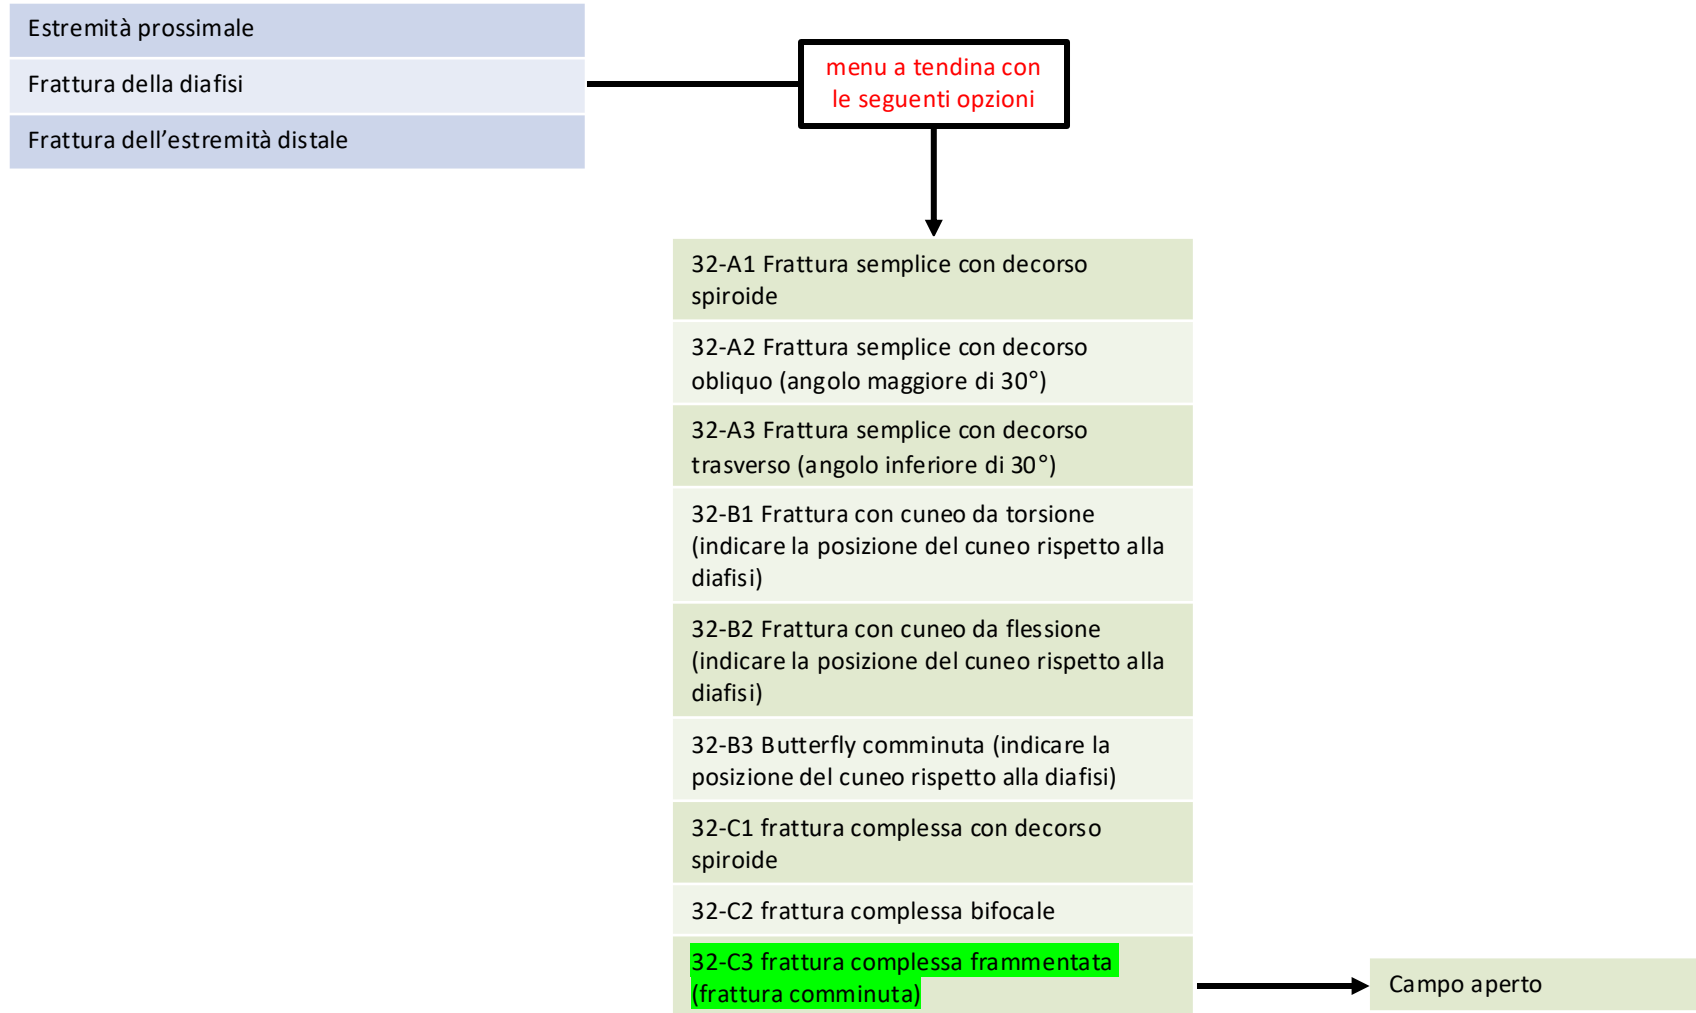 Estremità prossimale
Frattura della diafisi
Frattura dell’estremità distale
menu a tendina con
le seguenti opzioni
32-A1 Frattura semplice con decorso
spiroide
32-A2 Frattura semplice con decorso
obliquo (angolo maggiore di 30°)
32-A3 Frattura semplice con decorso
trasverso (angolo inferiore di 30°)
32-B1 Frattura con cuneo da torsione
(indicare la posizione del cuneo rispetto alla
diafisi)
32-B2 Frattura con cuneo da flessione
(indicare la posizione del cuneo rispetto alla
diafisi)
32-B3 Butterfly comminuta (indicare la
posizione del cuneo rispetto alla diafisi)
32-C1 frattura complessa con decorso
spiroide
32-C2 frattura complessa bifocale
32-C3 frattura complessa frammentata
(frattura comminuta)
Campo aperto